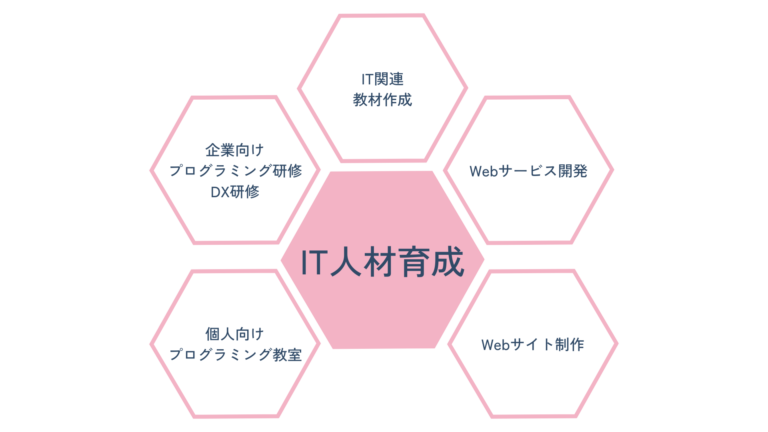 IT関連
教材作成
企業向け
プログラミング研修
DX研修
Webサービス開発
IT人材育成
個人向け
プログラミング教室
Webサイト制作